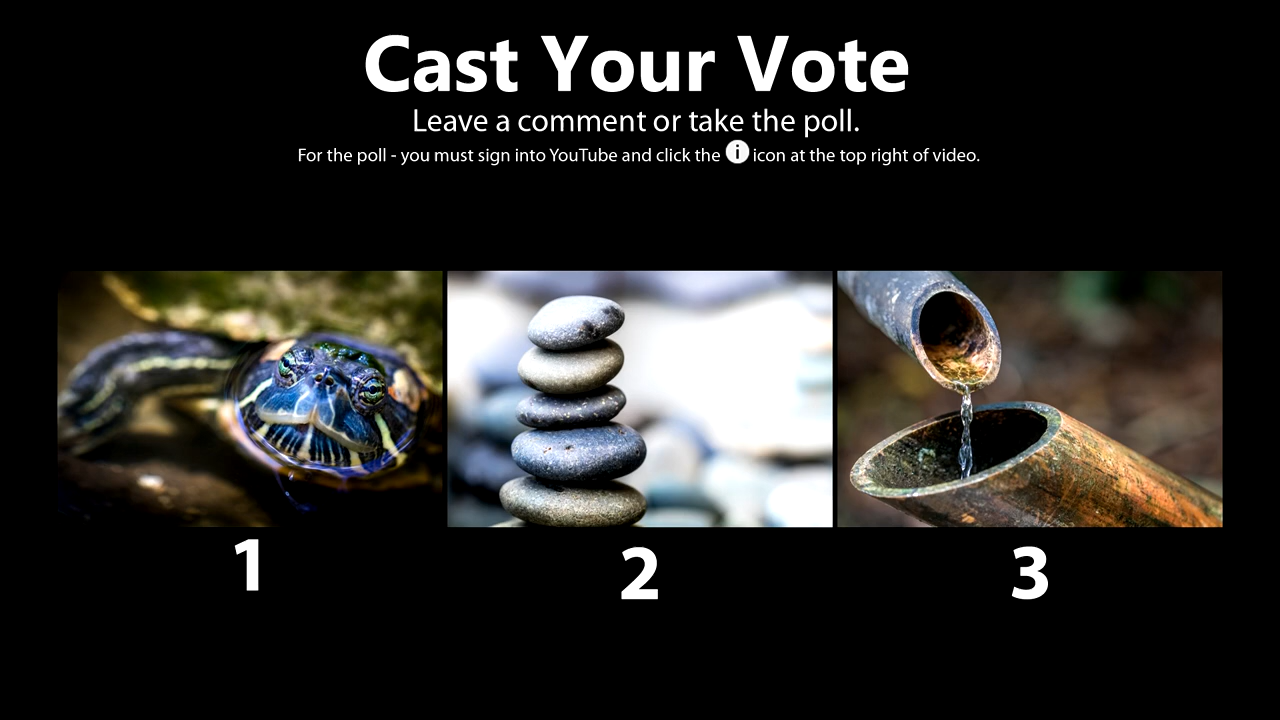 Cast Your Vote
Leave a comment or take the poll.
For the poll - you must sign into YouTube and click the i icon at the top right of video.
1
2
3